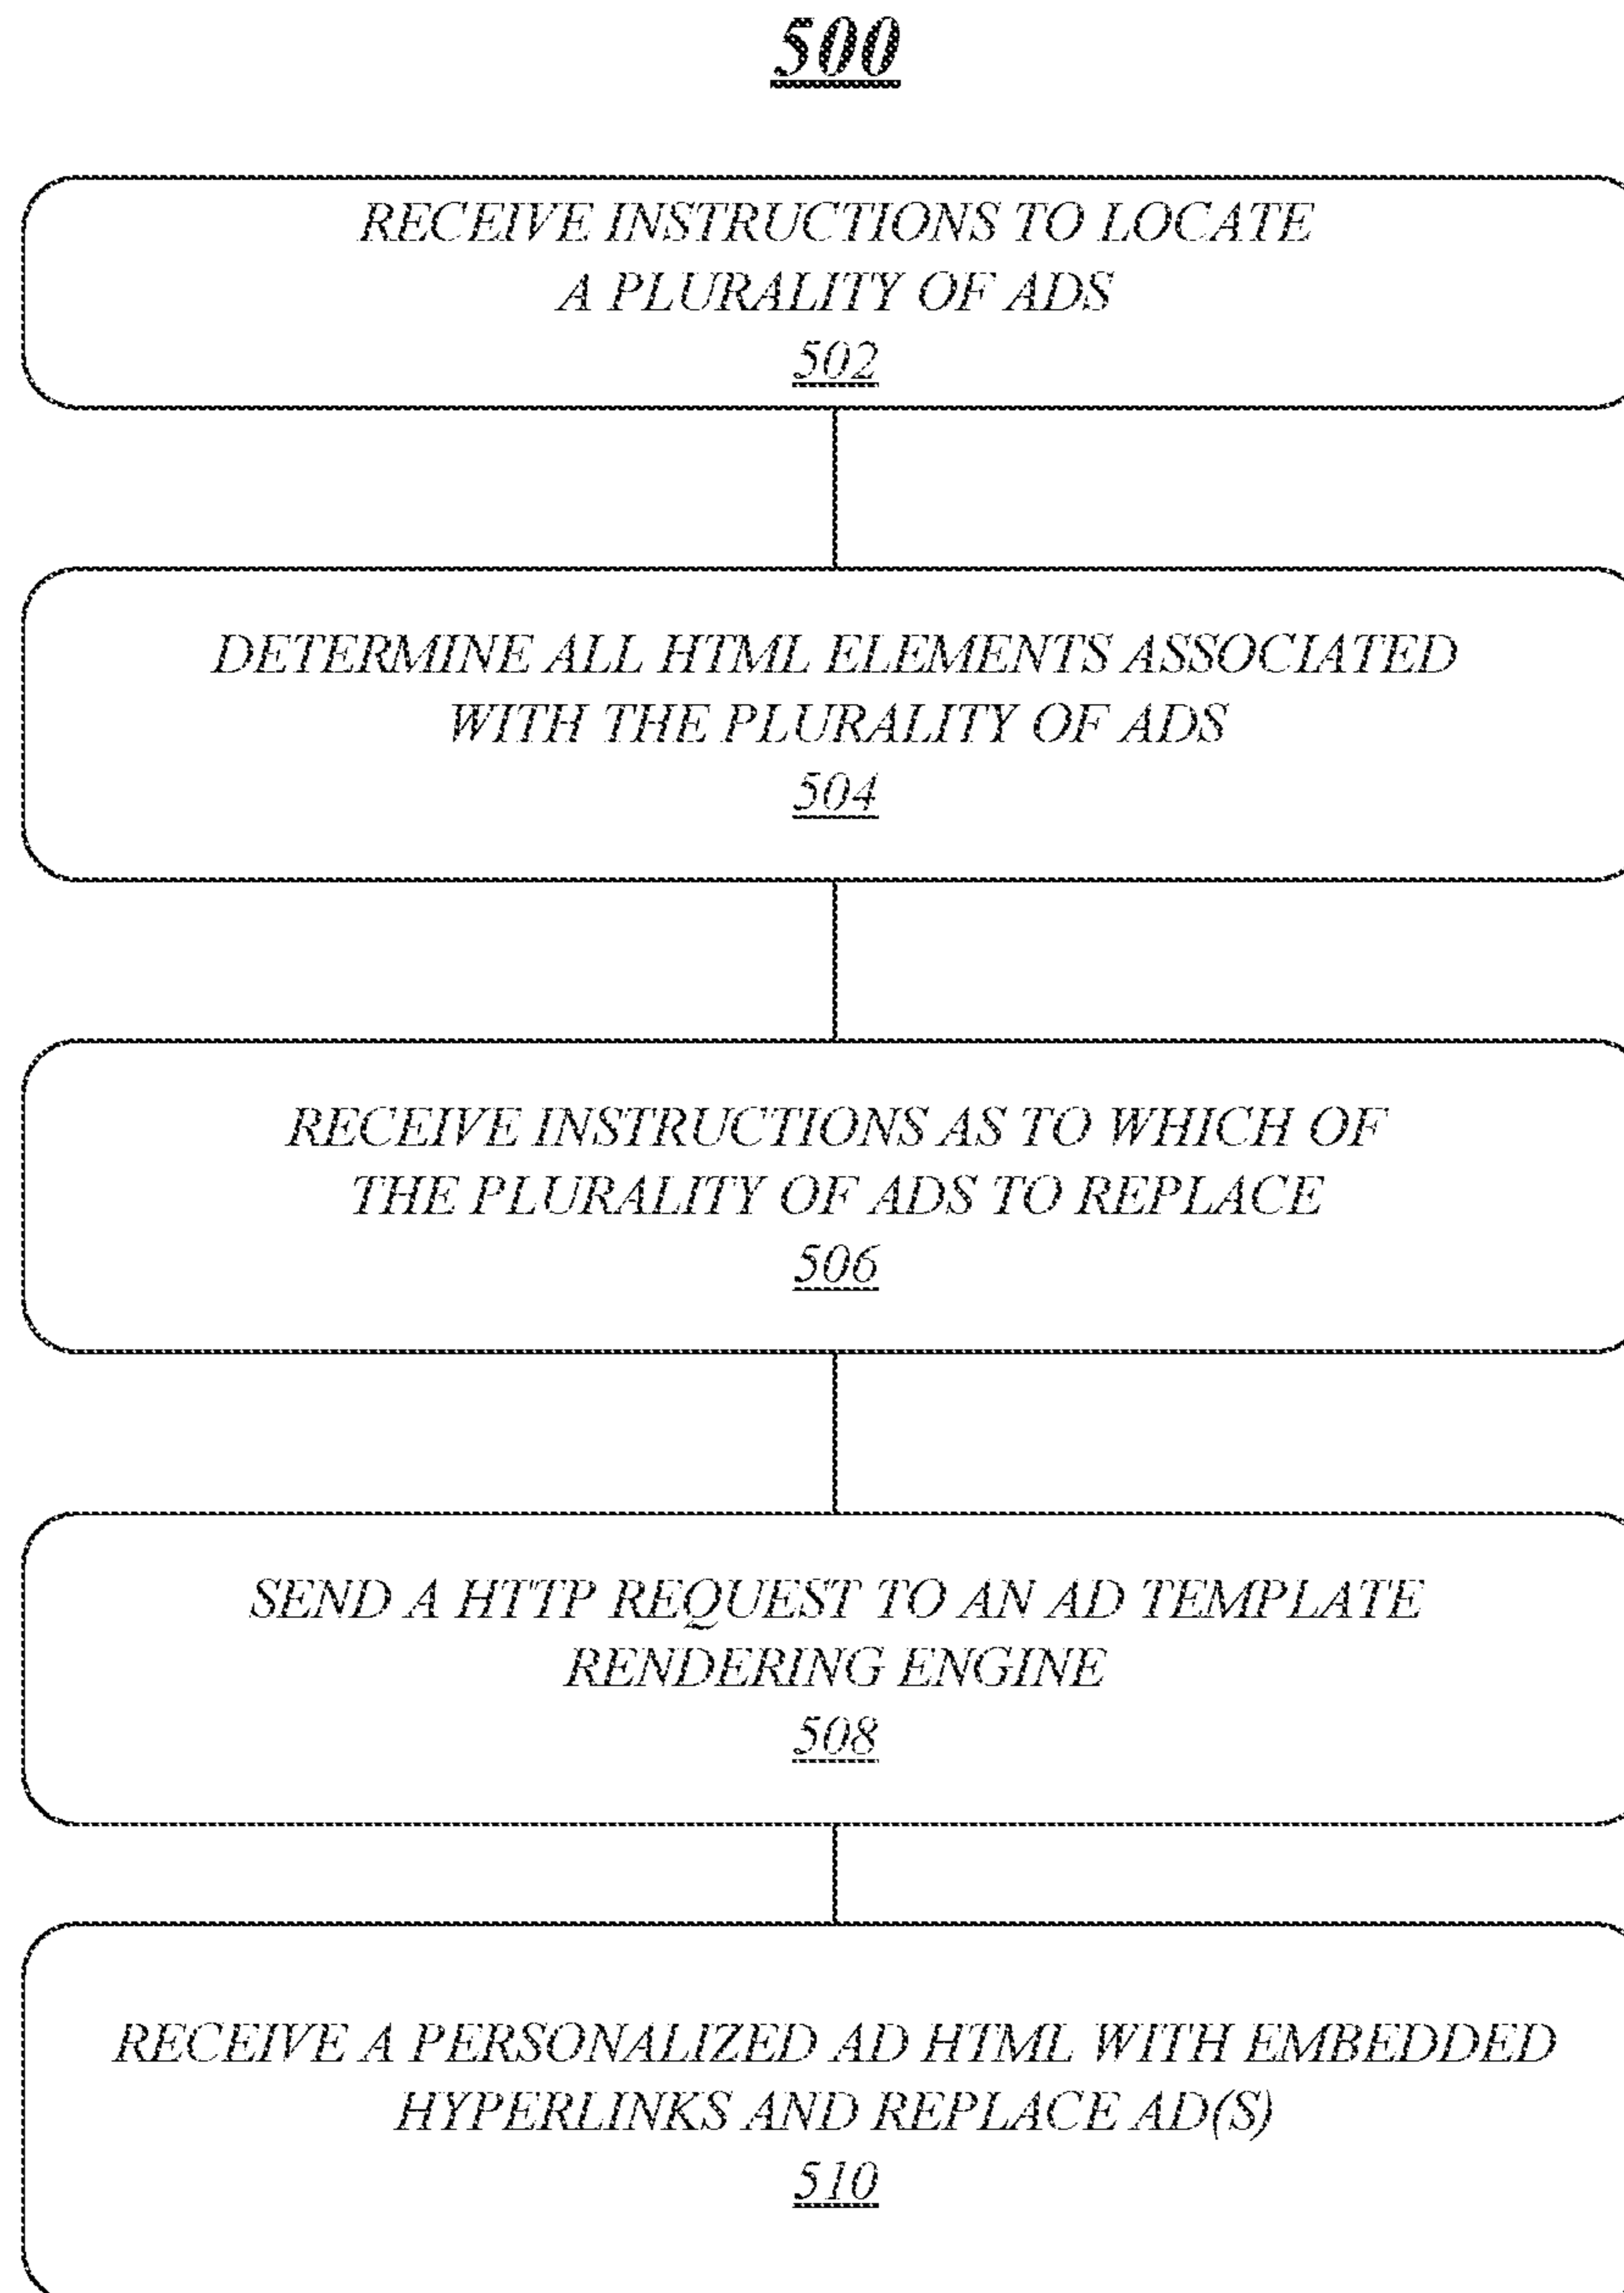 500
RECEIVE INSTRUCTIONS TO LOCATE
A PLURALITY OF ADS
502
DETERMINE ALL HTML ELEMENTS ASSOCIATED
WITH THE PLURALITY OF ADS
504
RECEIVE INSTRUCTIONS AS TO WHICH OF
THE PLURALITY OF ADS TO REPLACE
506
SEND A HTTP REQUEST TO AN AD TEMPLATE
RENDERING ENGINE
508
RECEIVE A PERSONALIZED AD HTML WITH EMBEDDED
HYPERLINKS AND REPLACE AD(S)
510